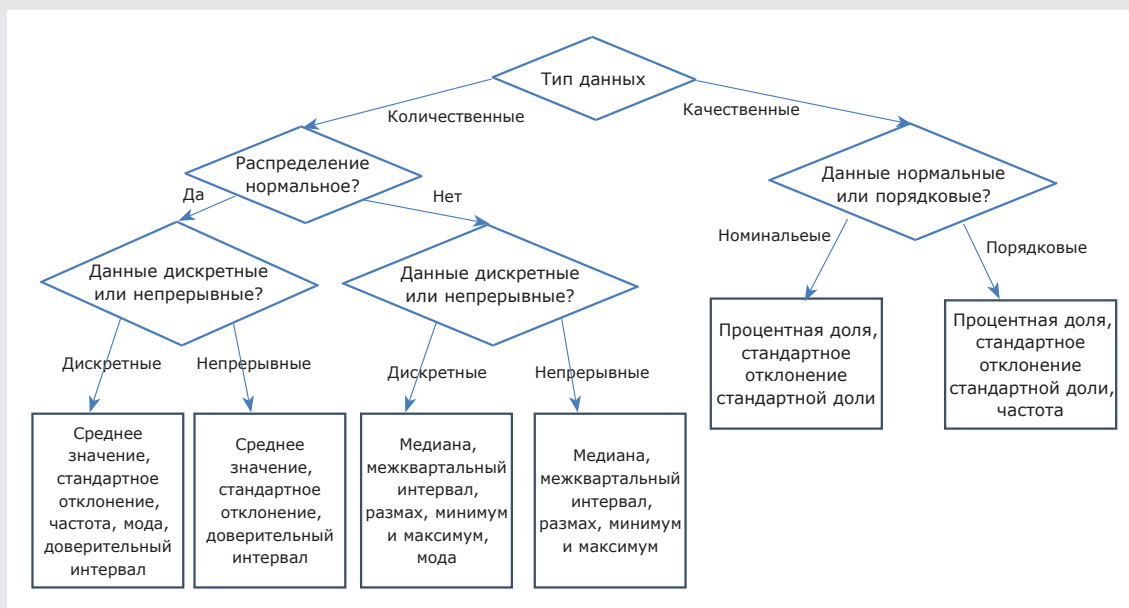 Тип данных
Количественные
Качественные
Распределение
нормальное?
Данные нормальные
или порядковые?
Да
Нет
Номинальеые
Порядковые
Данные дискретные
или непрерывные?
Данные дискретные
или непрерывные?
Дискретные
Непрерывные
Дискретные
Непрерывные
Процентная доля,
стандартное
отклонение
стандартной доли
Процентная доля,
стандартное
отклонение
стандартной доли,
частота
Среднее
значение,
стандартное
отклонение,
частота, мода,
доверительный
интервал
Среднее
значение,
стандартное
отклонение,
доверительный
интервал
Медиана,
межквартальный
интервал,
размах, минимум
и максимум,
мода
Медиана,
межквартальный
интервал,
размах, минимум
и максимум